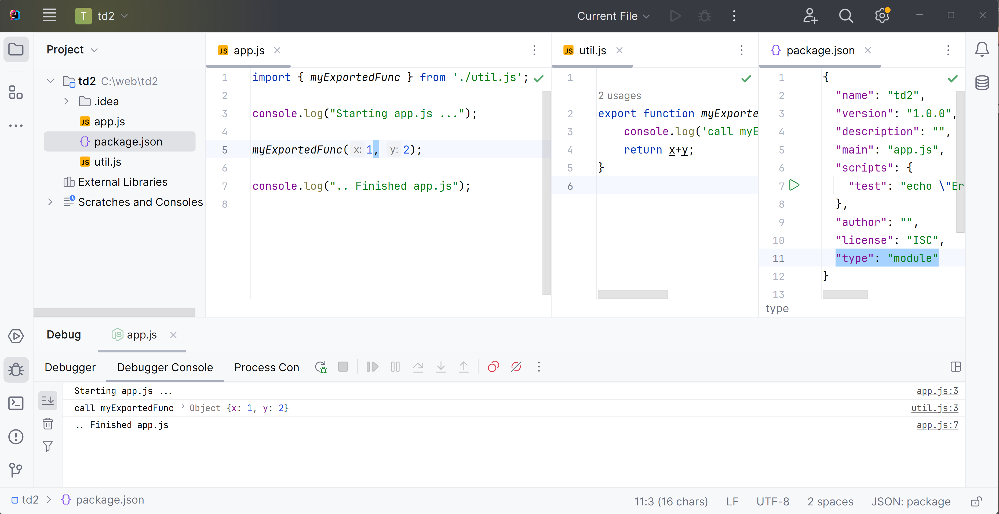 td2
Current File
Project
td2 C:\web\td2
.idea
app.js
package.json
util.js
External Libraries
Scratches and Consoles
app.js
1 import { myExportedFunc } from './util.js';
2
3 console.log("Starting app.js ...");
4
5 myExportedFunc( x: 1, y: 2);
6
7 console.log(".. Finished app.js");
8
util.js
1
2 usages
2 export function myExporte
3 console.log('call myE
4 return x+y;
5 }
6
package.json
1 {
2 "name": "td2",
3 "version": "1.0.0",
4 "description": "",
5 "main": "app.js",
6 "scripts": {
7 "test": "echo \"Er
8 },
9 "author": "",
10 "license": "ISC",
11 "type": "module"
12 }
13
type
Debug app.js
Debugger Debugger Console Process Con
Starting app.js ... app.js:3
call myExportedFunc Object {x: 1, y: 2} util.js:3
.. Finished app.js app.js:7
td2 package.json 11:3 (16 chars) LF UTF-8 2 spaces JSON: package